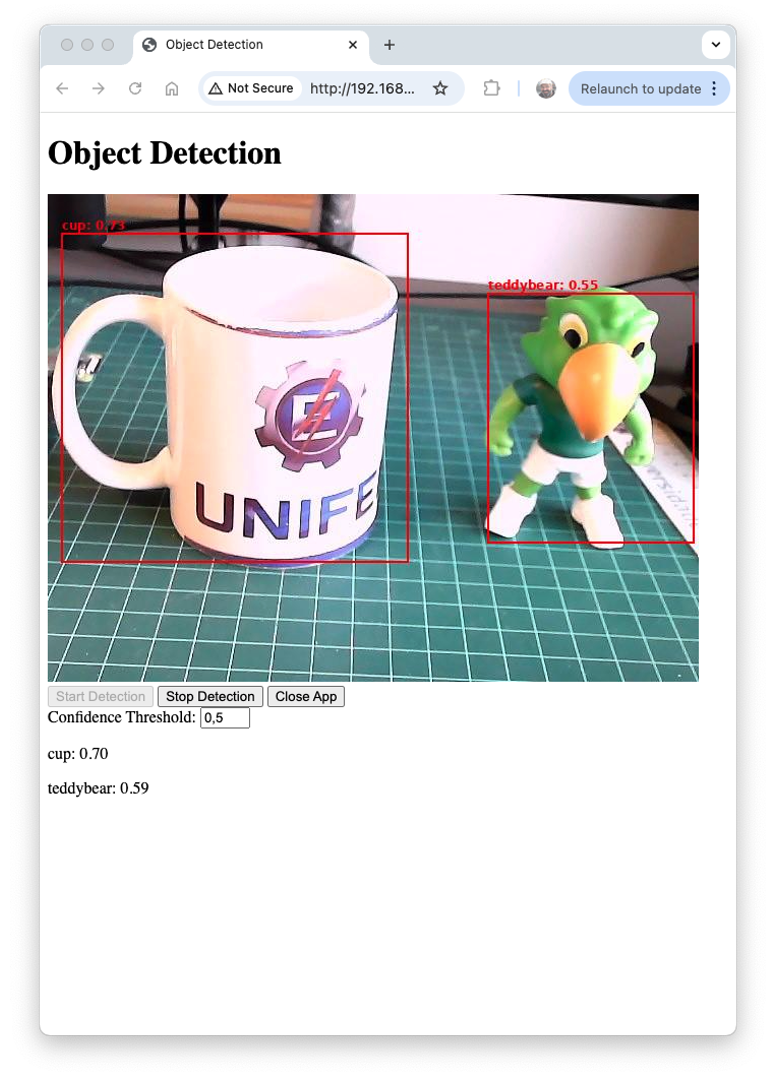 Object Detection
Not Secure http://192.168... Relaunch to update
Object Detection
cup: 0.73
teddybear: 0.55
E
UNIFE
Start Detection Stop Detection Close App
Confidence Threshold: 0,5
cup: 0.70
teddybear: 0.59